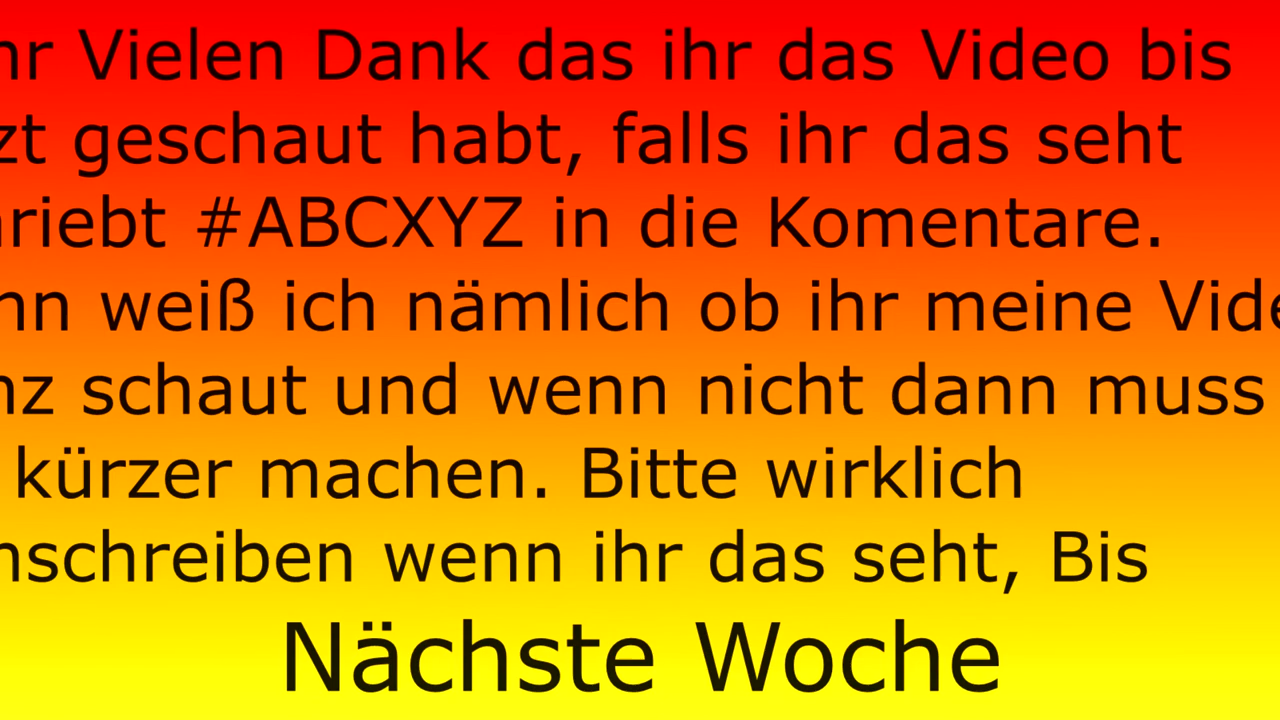 hr Vielen Dank das ihr das Video bis
zt geschaut habt, falls ihr das seht
riebt #ABCXYZ in die Komentare.
nn weiß ich nämlich ob ihr meine Vide
nz schaut und wenn nicht dann muss
kürzer machen. Bitte wirklich
nschreiben wenn ihr das seht, Bis
Nächste Woche